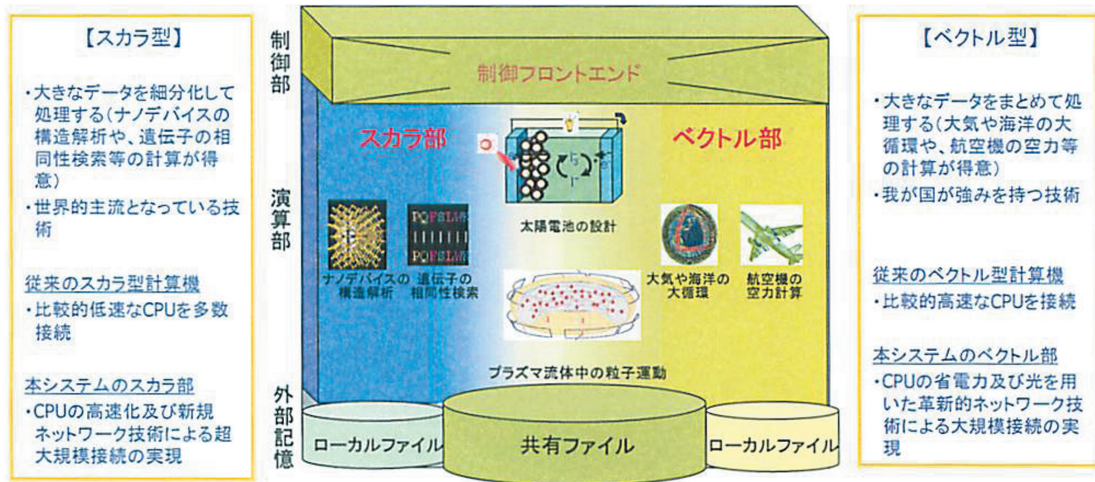 【スカラ型】
・大きなデータを細分化して
処理する(ナノデバイスの
構造解析や、遺伝子の相
同性検索等の計算が得
意)
・世界的主流となっている技
術
従来のスカラ型計算機
・比較的低速なCPUを多数
接続
本システムのスカラ部
・CPUの高速化及び新規
ネットワーク技術による超
大規模接続の実現
制御部
制御フロントエンド
演算部
スカラ部
ベクトル部
太陽電池の設計
PQFSLW
ナノデバイスの
構造解析
遺伝子の
相同性検索
大気や海洋の
大循環
航空機の
空力計算
プラズマ流体中の粒子運動
外部記憶
ローカルファイル
共有ファイル
ローカルファイル
【ベクトル型】
・大きなデータをまとめて処
理する(大気や海洋の大
循環や、航空機の空力等
の計算が得意)
・我が国が強みを持つ技術
従来のベクトル型計算機
・比較的高速なCPUを接続
本システムのベクトル部
・CPUの省電力及び光を用
いた革新的ネットワーク技
術による大規模接続の実
現